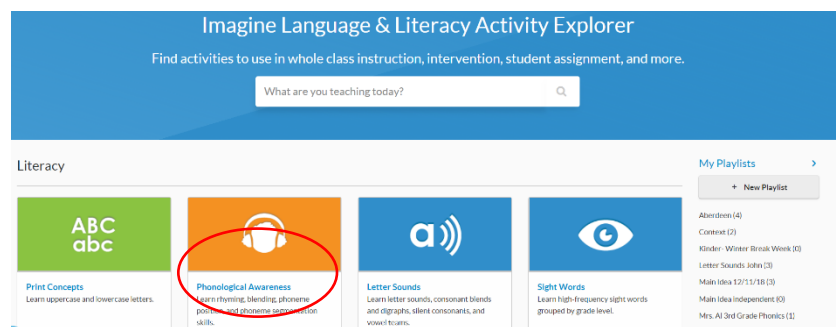 Imagine Language & Literacy Activity Explorer
Find activities to use in whole class instruction, intervention, student assignment, and more.
What are you teaching today?
Literacy
ABC
abc
Print Concepts
Learn uppercase and lowercase letters.
Phonological Awareness
Learn rhyming, blending, phoneme
position, and phoneme segmentation
skills.
a
Letter Sounds
Learn letter sounds, consonant blends
and digraphs, silent consonants, and
vowel teams.
Sight Words
Learn high-frequency sight words
grouped by grade level.
My Playlists >
+ New Playlist
Aberdeen (4)
Context (2)
Kinder- Winter Break Week (0)
Letter Sounds John (3)
Main Idea 12/11/18 (3)
Main Idea Independent (0)
Mrs. Al 3rd Grade Phonics (1)